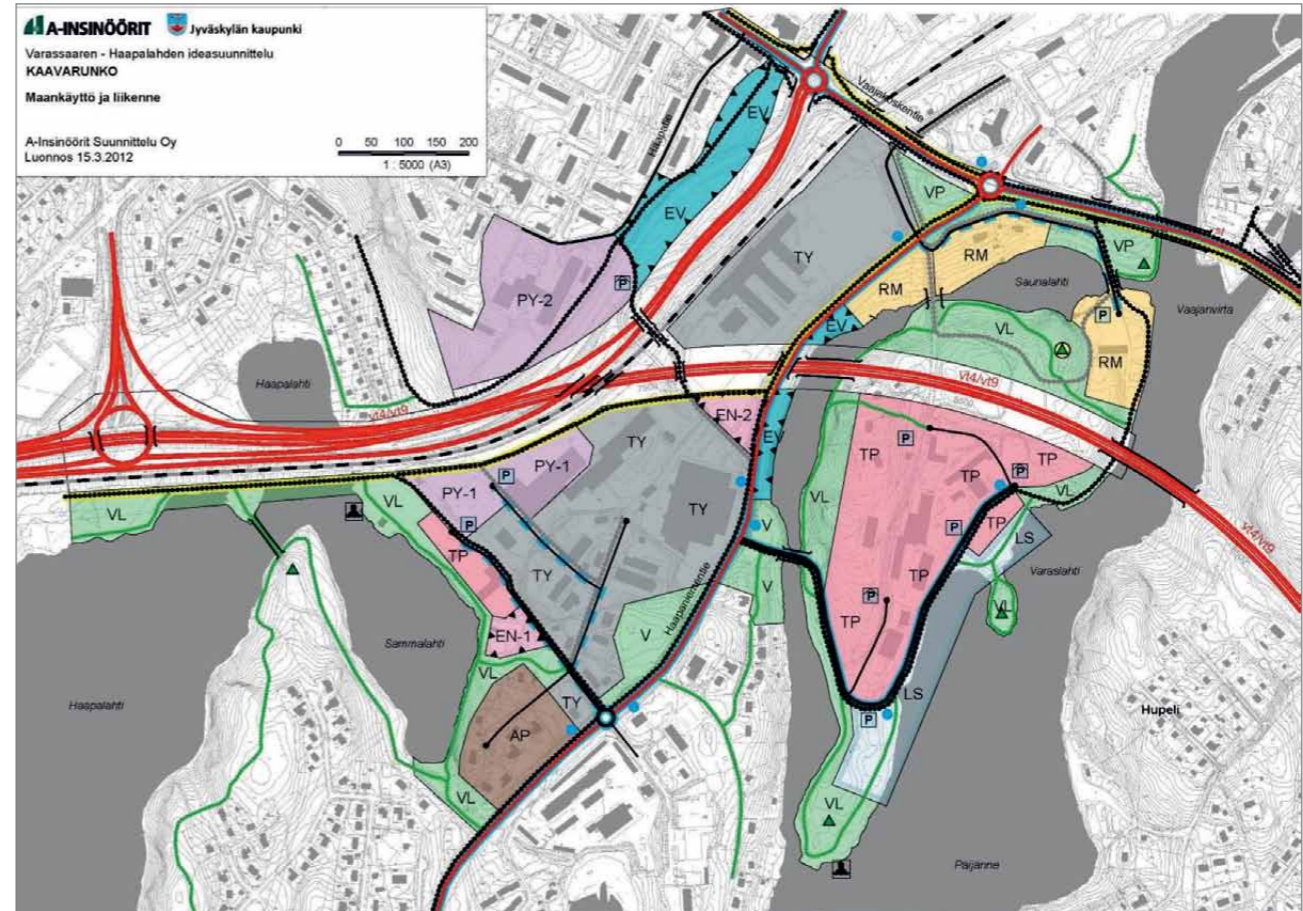 A-INSINÖÖRIT Jyväskylän kaupunki
Varassaaren - Haapalahden ideasuunnittelu
KAAVARUNKO
Maankäyttö ja liikenne
A-Insinöörit Suunnittelu Oy
Luonnos 15.3.2012
0 50 100 150 200
1 : 5000 (A3)
EV
Vaajakoskentie
EV
VP
TY
VP
RM
PY-2
P
RM
Saunalahti
Vaajanvirta
EV
VL
P
RM
Haapalahti
vt4/vt9
EN-2
TY
EV
P
TP
TP
PY-1
P
PY-1
P
TP
VL
VL
VL
TY
VL
V
P
TP
LS
P
TP
TY
TP
Varaslahti
vt4/vt9
Haapaniementie
VL
P
TP
EN-1
V
Sammalahti
VL
TY
LS
P
Haapalahti
AP
Hupeli
VL
VL
Päijänne